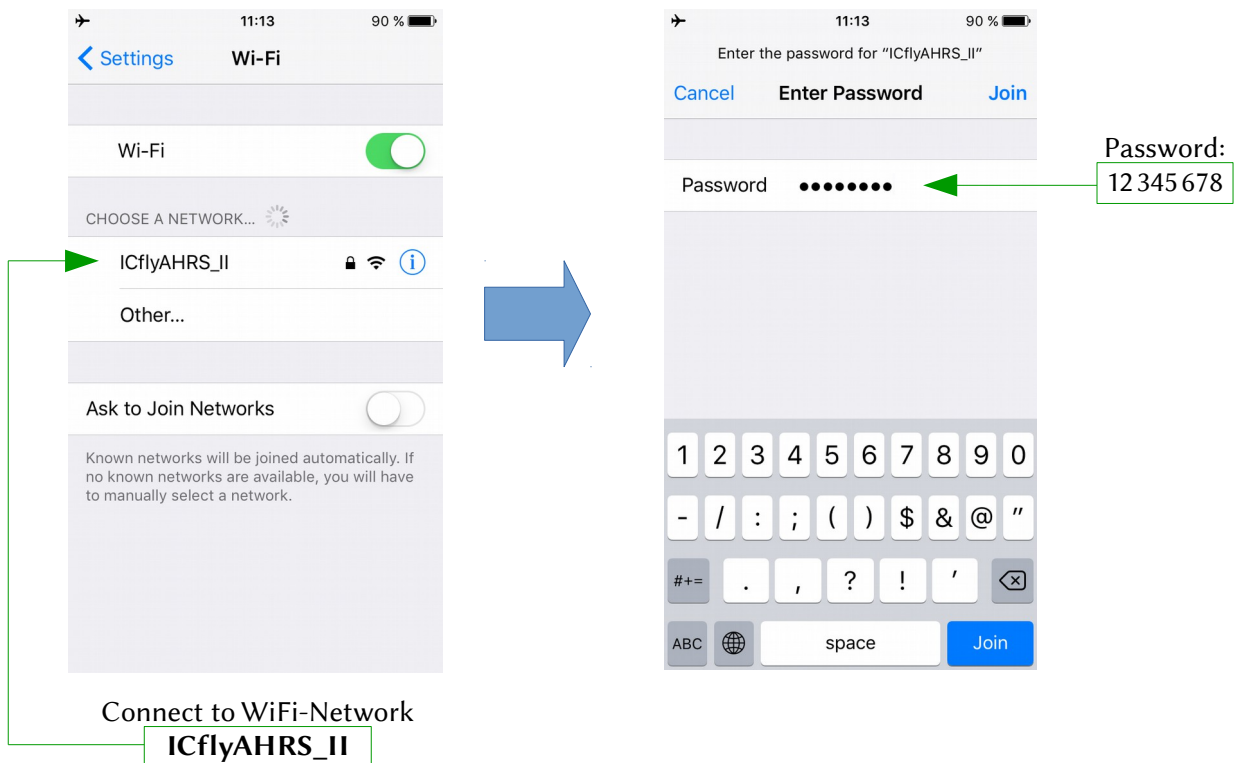 11:13
90 %
Settings
Wi-Fi
Wi-Fi
CHOOSE A NETWORK...
ICflyAHRS_II
Other...
Ask to Join Networks
Known networks will be joined automatically. If
no known networks are available, you will have
to manually select a network.
Connect to WiFi-Network
ICflyAHRS_II
11:13
90 %
Enter the password for "ICflyAHRS_II"
Cancel
Enter Password
Join
Password ●●●●●●●●
Password:
12 345 678
1 2 3 4 5 6 7 8 9 0
- / : ; ( ) $ & @ "
#+= . , ? ! '
ABC space Join